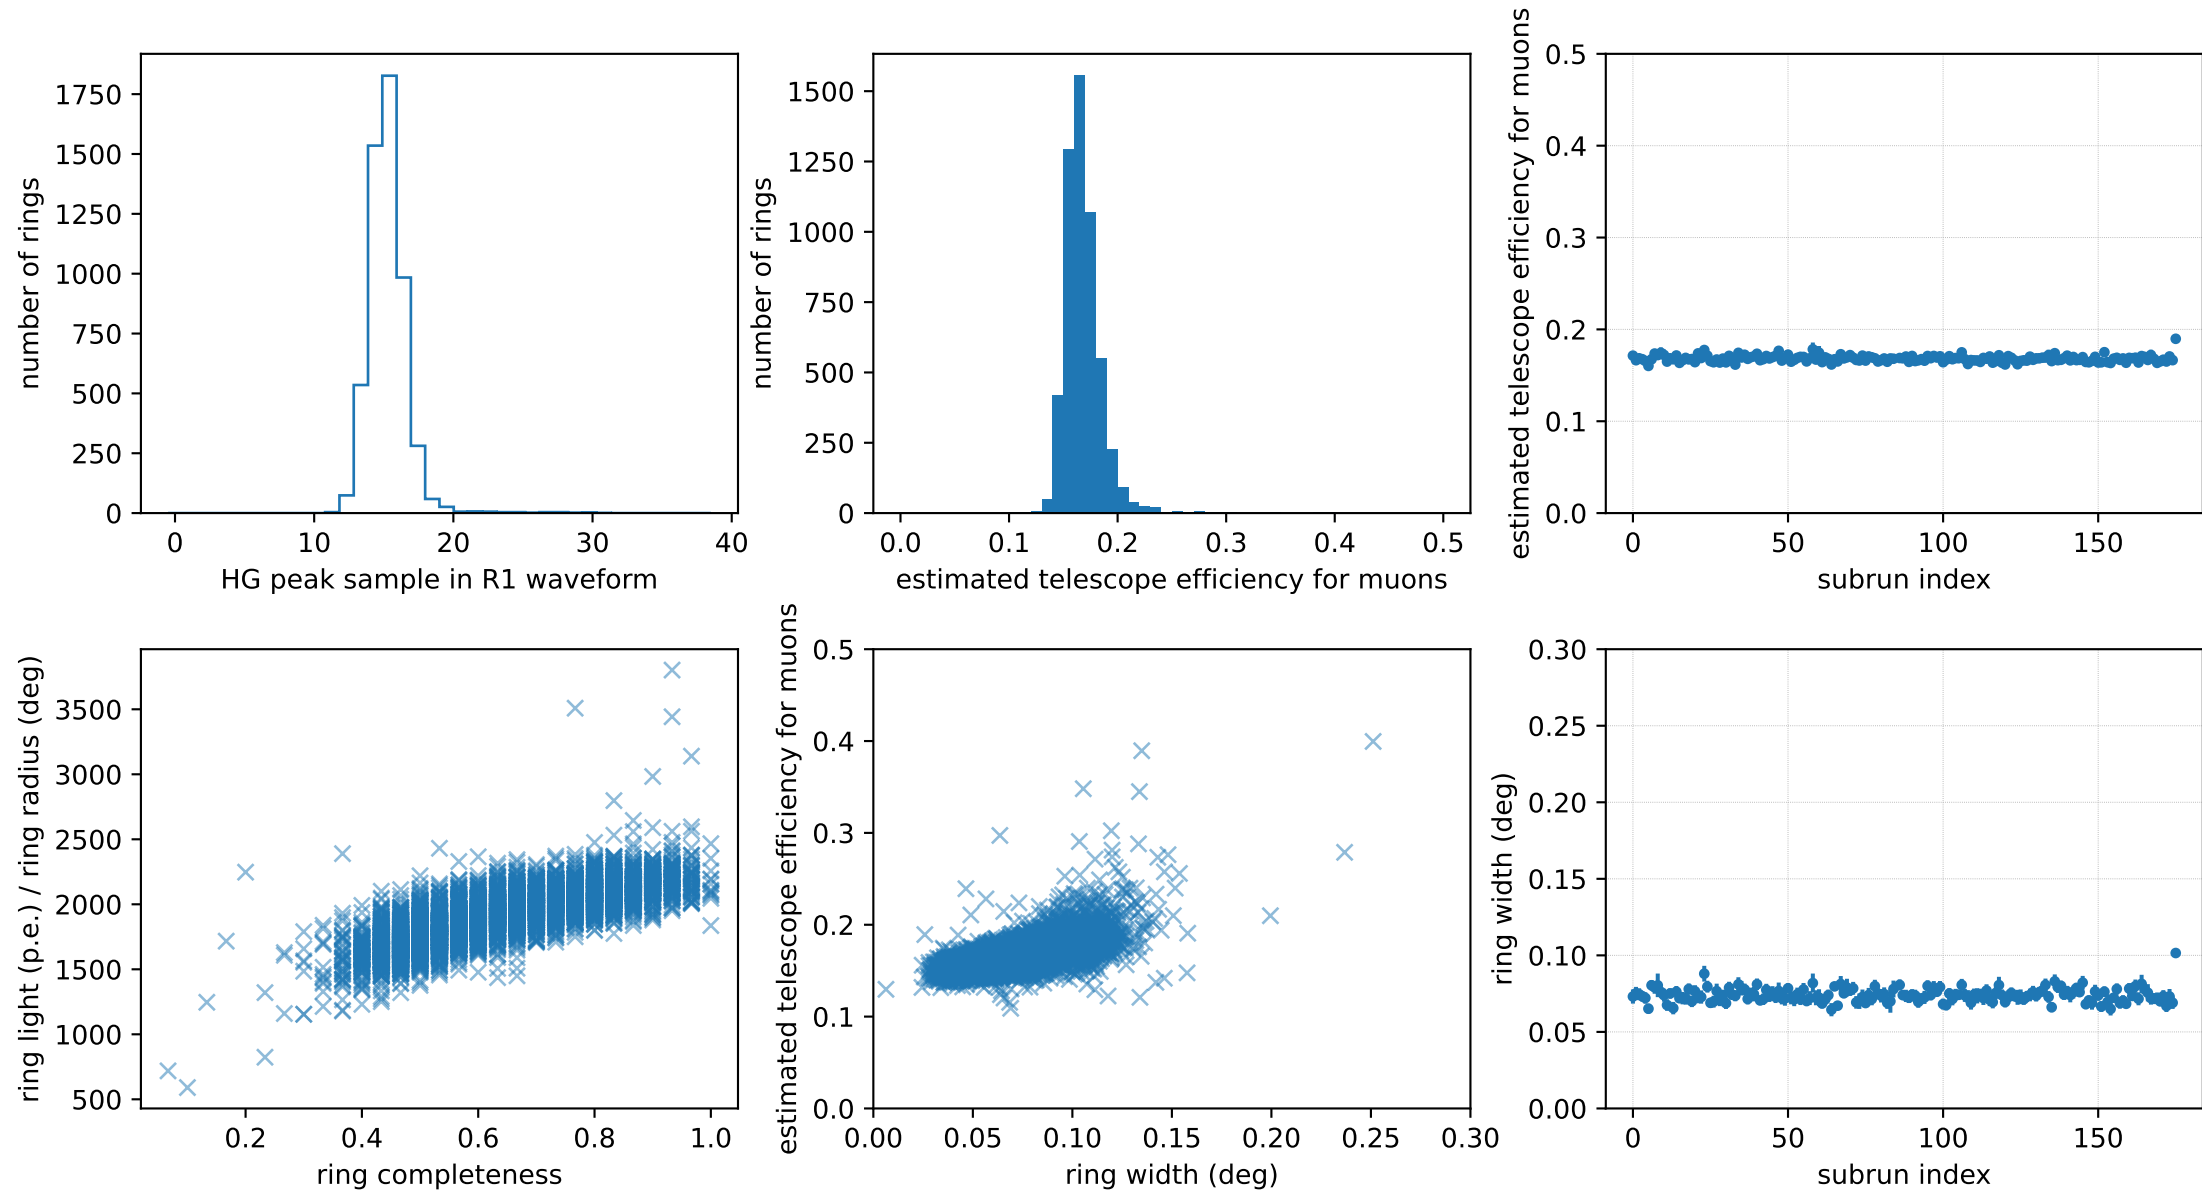 number of rings
1750
1500
1250
1000
750
500
250
0
0 10 20 30 40
HG peak sample in R1 waveform
number of rings
1500
1250
1000
750
500
250
0
0.0 0.1 0.2 0.3 0.4 0.5
estimated telescope efficiency for muons
estimated telescope efficiency for muons
0.5
0.4
0.3
0.2
0.1
0.0
0 50 100 150
subrun index
ring light (p.e.) / ring radius (deg)
3500
3000
2500
2000
1500
1000
500
0.2 0.4 0.6 0.8 1.0
ring completeness
estimated telescope efficiency for muons
0.5
0.4
0.3
0.2
0.1
0.0
0.00 0.05 0.10 0.15 0.20 0.25 0.30
ring width (deg)
ring width (deg)
0.30
0.25
0.20
0.15
0.10
0.05
0.00
0 50 100 150
subrun index